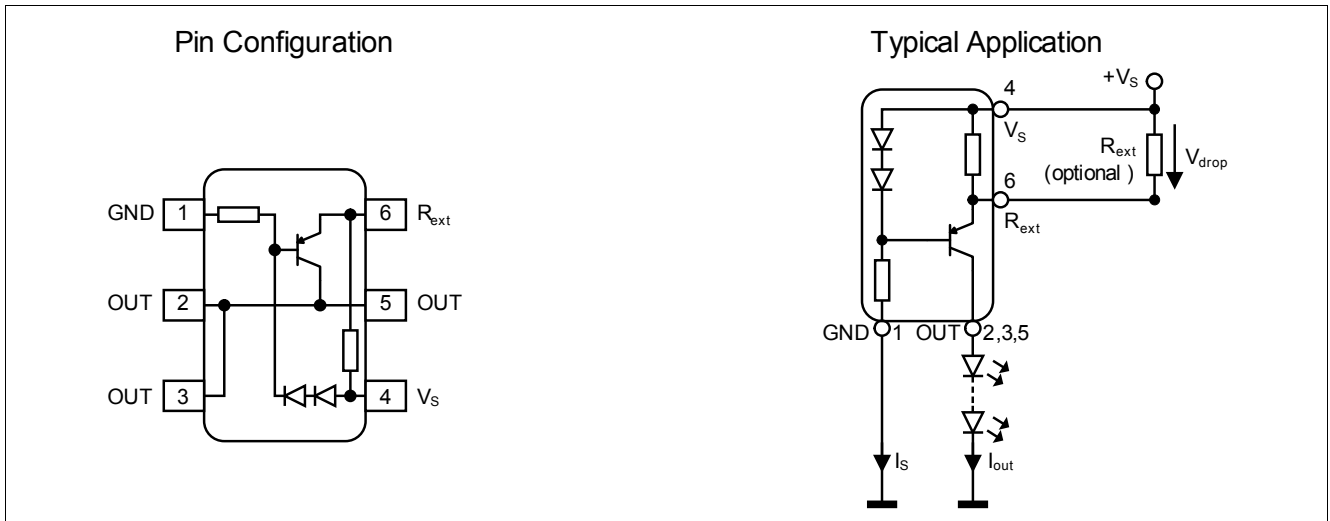 Pin Configuration
Typical Application
GND 1
6 Rext
OUT 2
5 OUT
OUT 3
4 VS
+VS
4
VS
Rext
(optional )
Vdrop
6
Rext
GND 1 OUT 2,3,5
IS
Iout